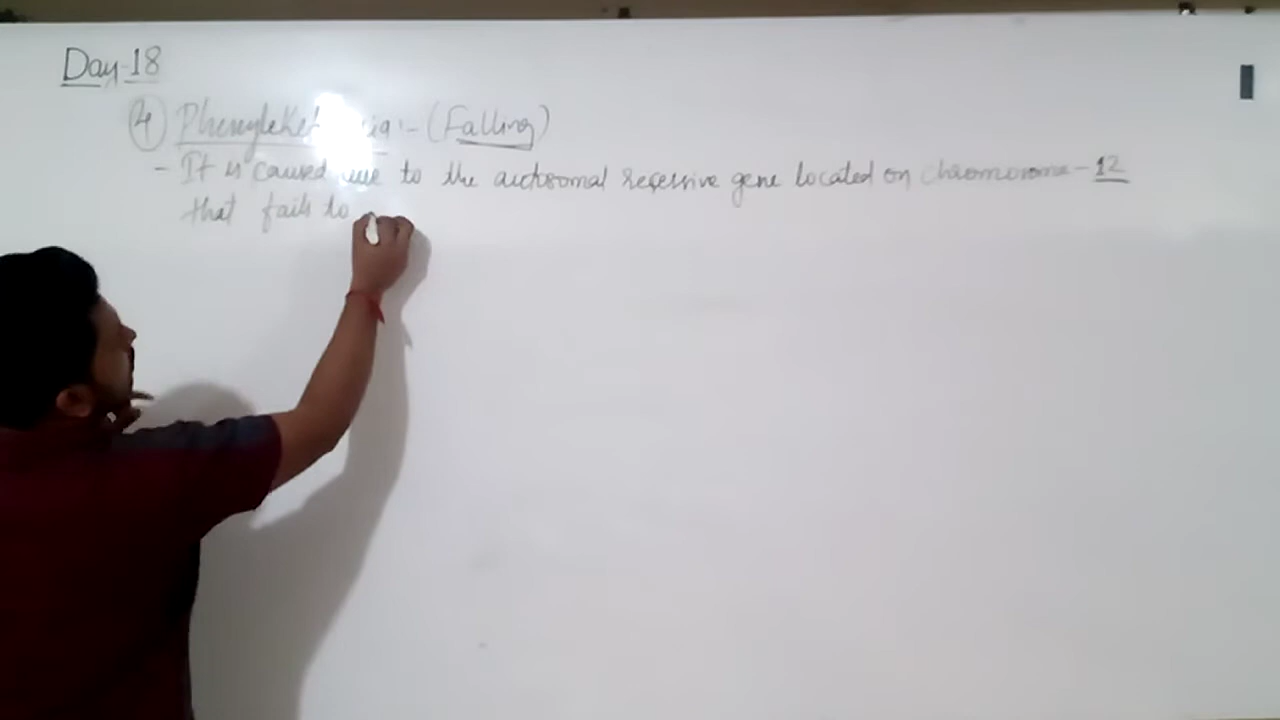 Day-18
④ :- (Falling)
- It is caused due to the autosomal recessive gene located on chromosome - 12
that fails to